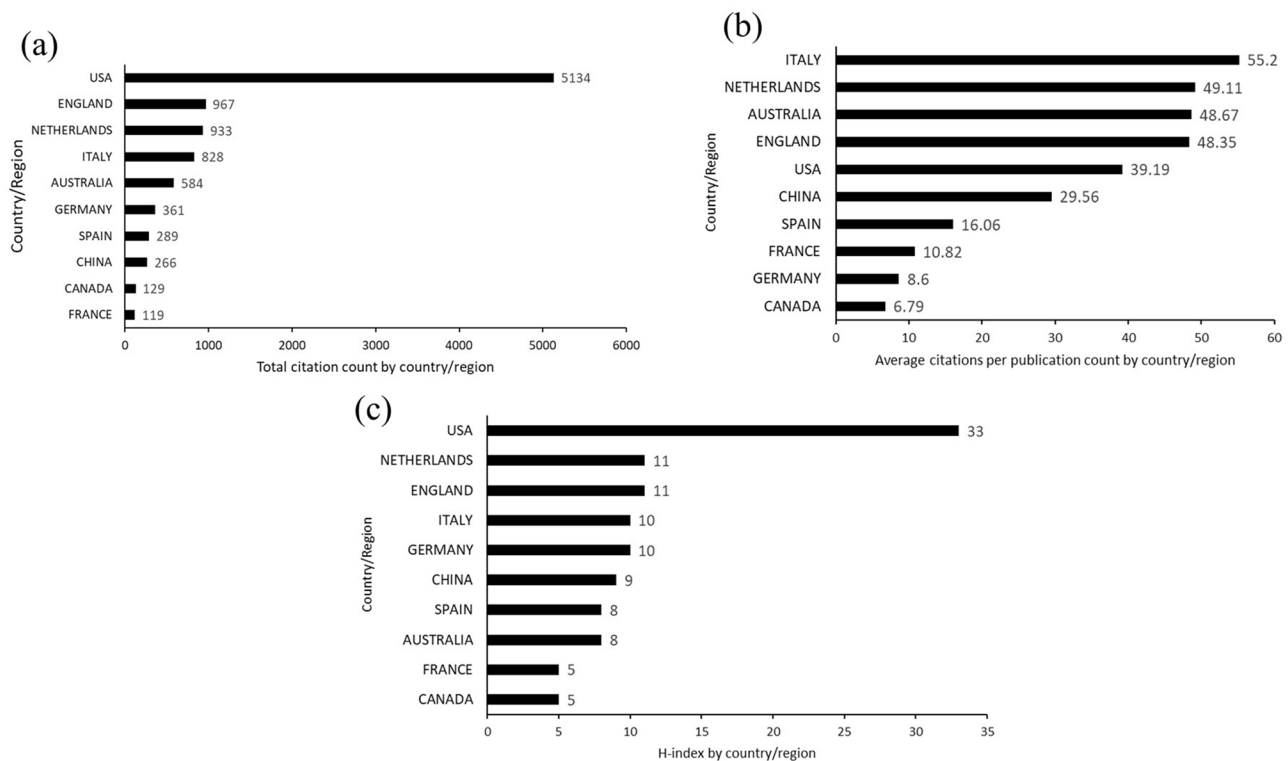 (a)
Country/Region
USA 5134
ENGLAND 967
NETHERLANDS 933
ITALY 828
AUSTRALIA 584
GERMANY 361
SPAIN 289
CHINA 266
CANADA 129
FRANCE 119
0 1000 2000 3000 4000 5000 6000
Total citation count by country/region
(b)
Country/Region
ITALY 55.2
NETHERLANDS 49.11
AUSTRALIA 48.67
ENGLAND 48.35
USA 39.19
CHINA 29.56
SPAIN 16.06
FRANCE 10.82
GERMANY 8.6
CANADA 6.79
0 10 20 30 40 50 60
Average citations per publication count by country/region
(c)
Country/Region
USA 33
NETHERLANDS 11
ENGLAND 11
ITALY 10
GERMANY 10
CHINA 9
SPAIN 8
AUSTRALIA 8
FRANCE 5
CANADA 5
0 5 10 15 20 25 30 35
H-index by country/region